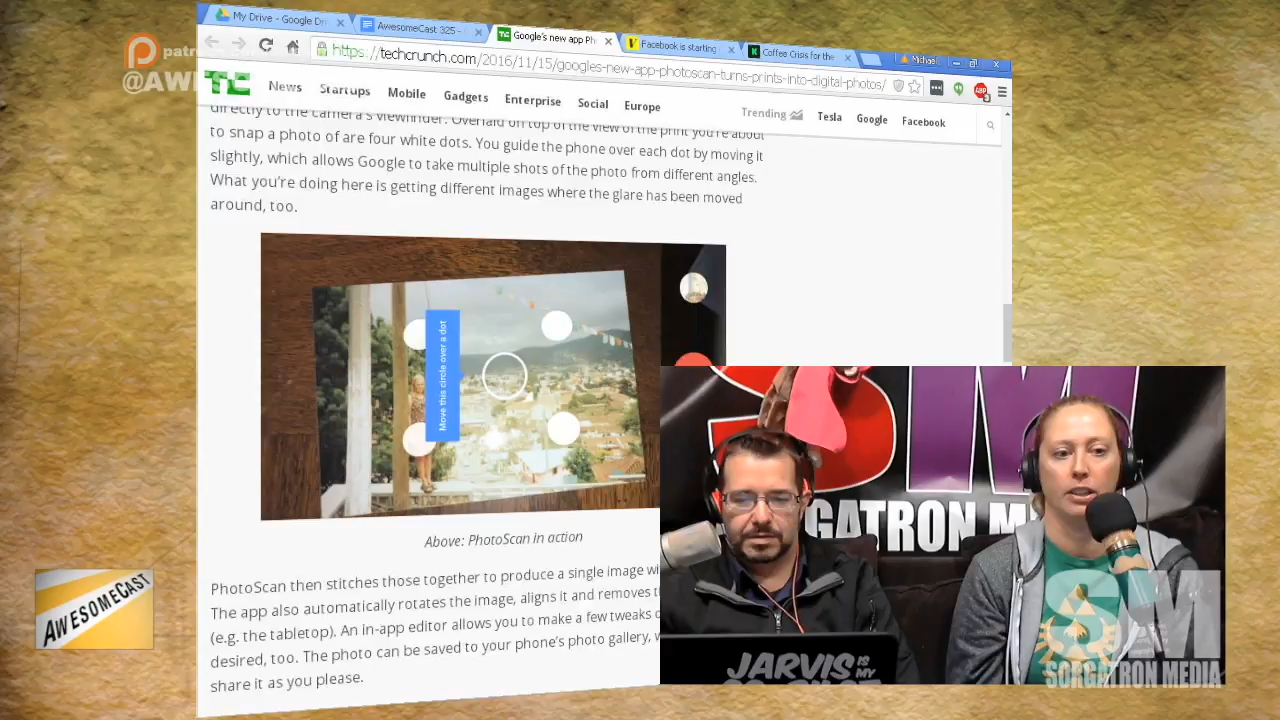 My Drive - Google Dri
AwesomeCast 325 -
Google's new app Ph
Facebook is starting
Coffee Crisis for the
Michael
https://techcrunch.com/2016/11/15/googles-new-app-photoscan-turns-prints-into-digital-photos/
ABP
patre
@AWES
TC
News
Startups
Mobile
Gadgets
Enterprise
Social
Europe
Trending
Tesla
Google
Facebook
directly to the camera's viewfinder. Overlaid on top of the view of the print you're about
to snap a photo of are four white dots. You guide the phone over each dot by moving it
slightly, which allows Google to take multiple shots of the photo from different angles.
What you're doing here is getting different images where the glare has been moved
around, too.
Move this circle over a dot
Above: PhotoScan in action
PhotoScan then stitches those together to produce a single image wi
The app also automatically rotates the image, aligns it and removes t
(e.g. the tabletop). An in-app editor allows you to make a few tweaks
desired, too. The photo can be saved to your phone's photo gallery, w
share it as you please.
AWESOMECAST
SM
GATRON M
JARVIS IS MY
SM
SORGATRON MEDIA